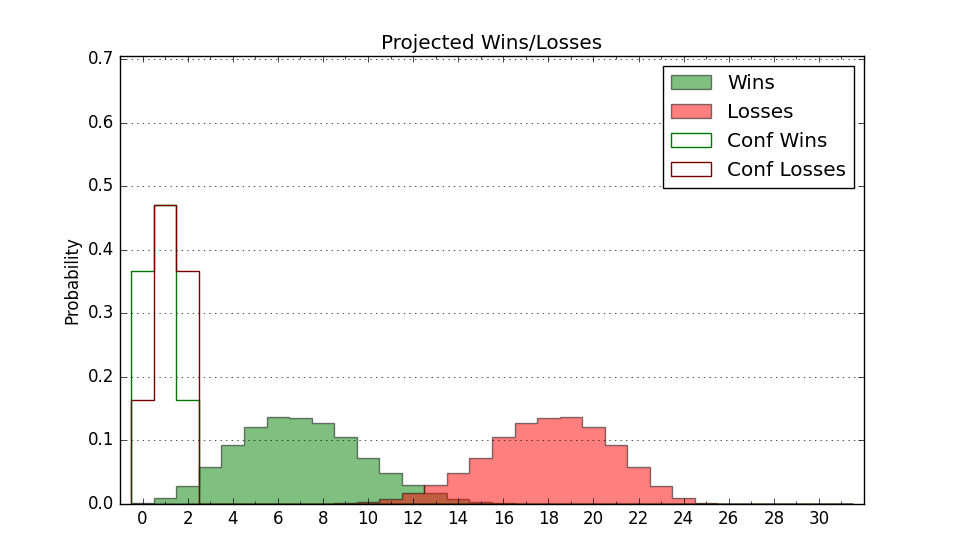 Projected Wins/Losses
0.7
0.6
0.5
0.4
0.3
0.2
0.1
0.0
Probability
Wins
Losses
Conf Wins
Conf Losses
0 2 4 6 8 10 12 14 16 18 20 22 24 26 28 30